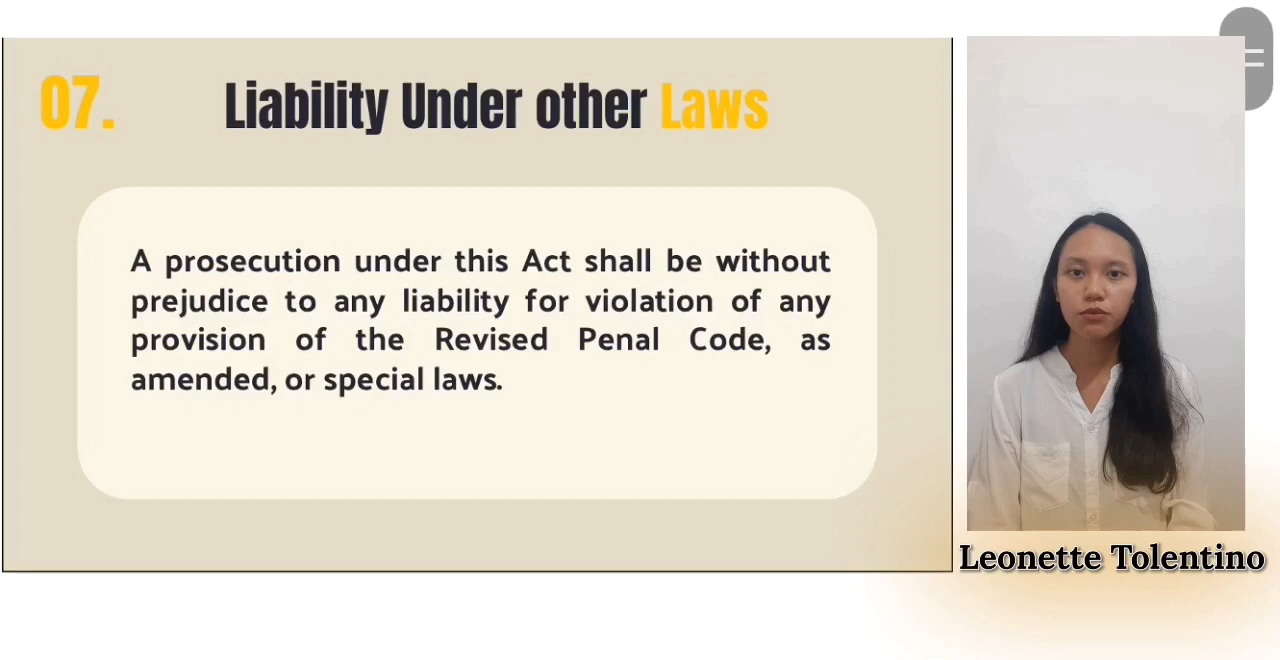 07.
Liability Under other Laws
A prosecution under this Act shall be without
prejudice to any liability for violation of any
provision of the Revised Penal Code, as
amended, or special laws.
Leonette Tolentino